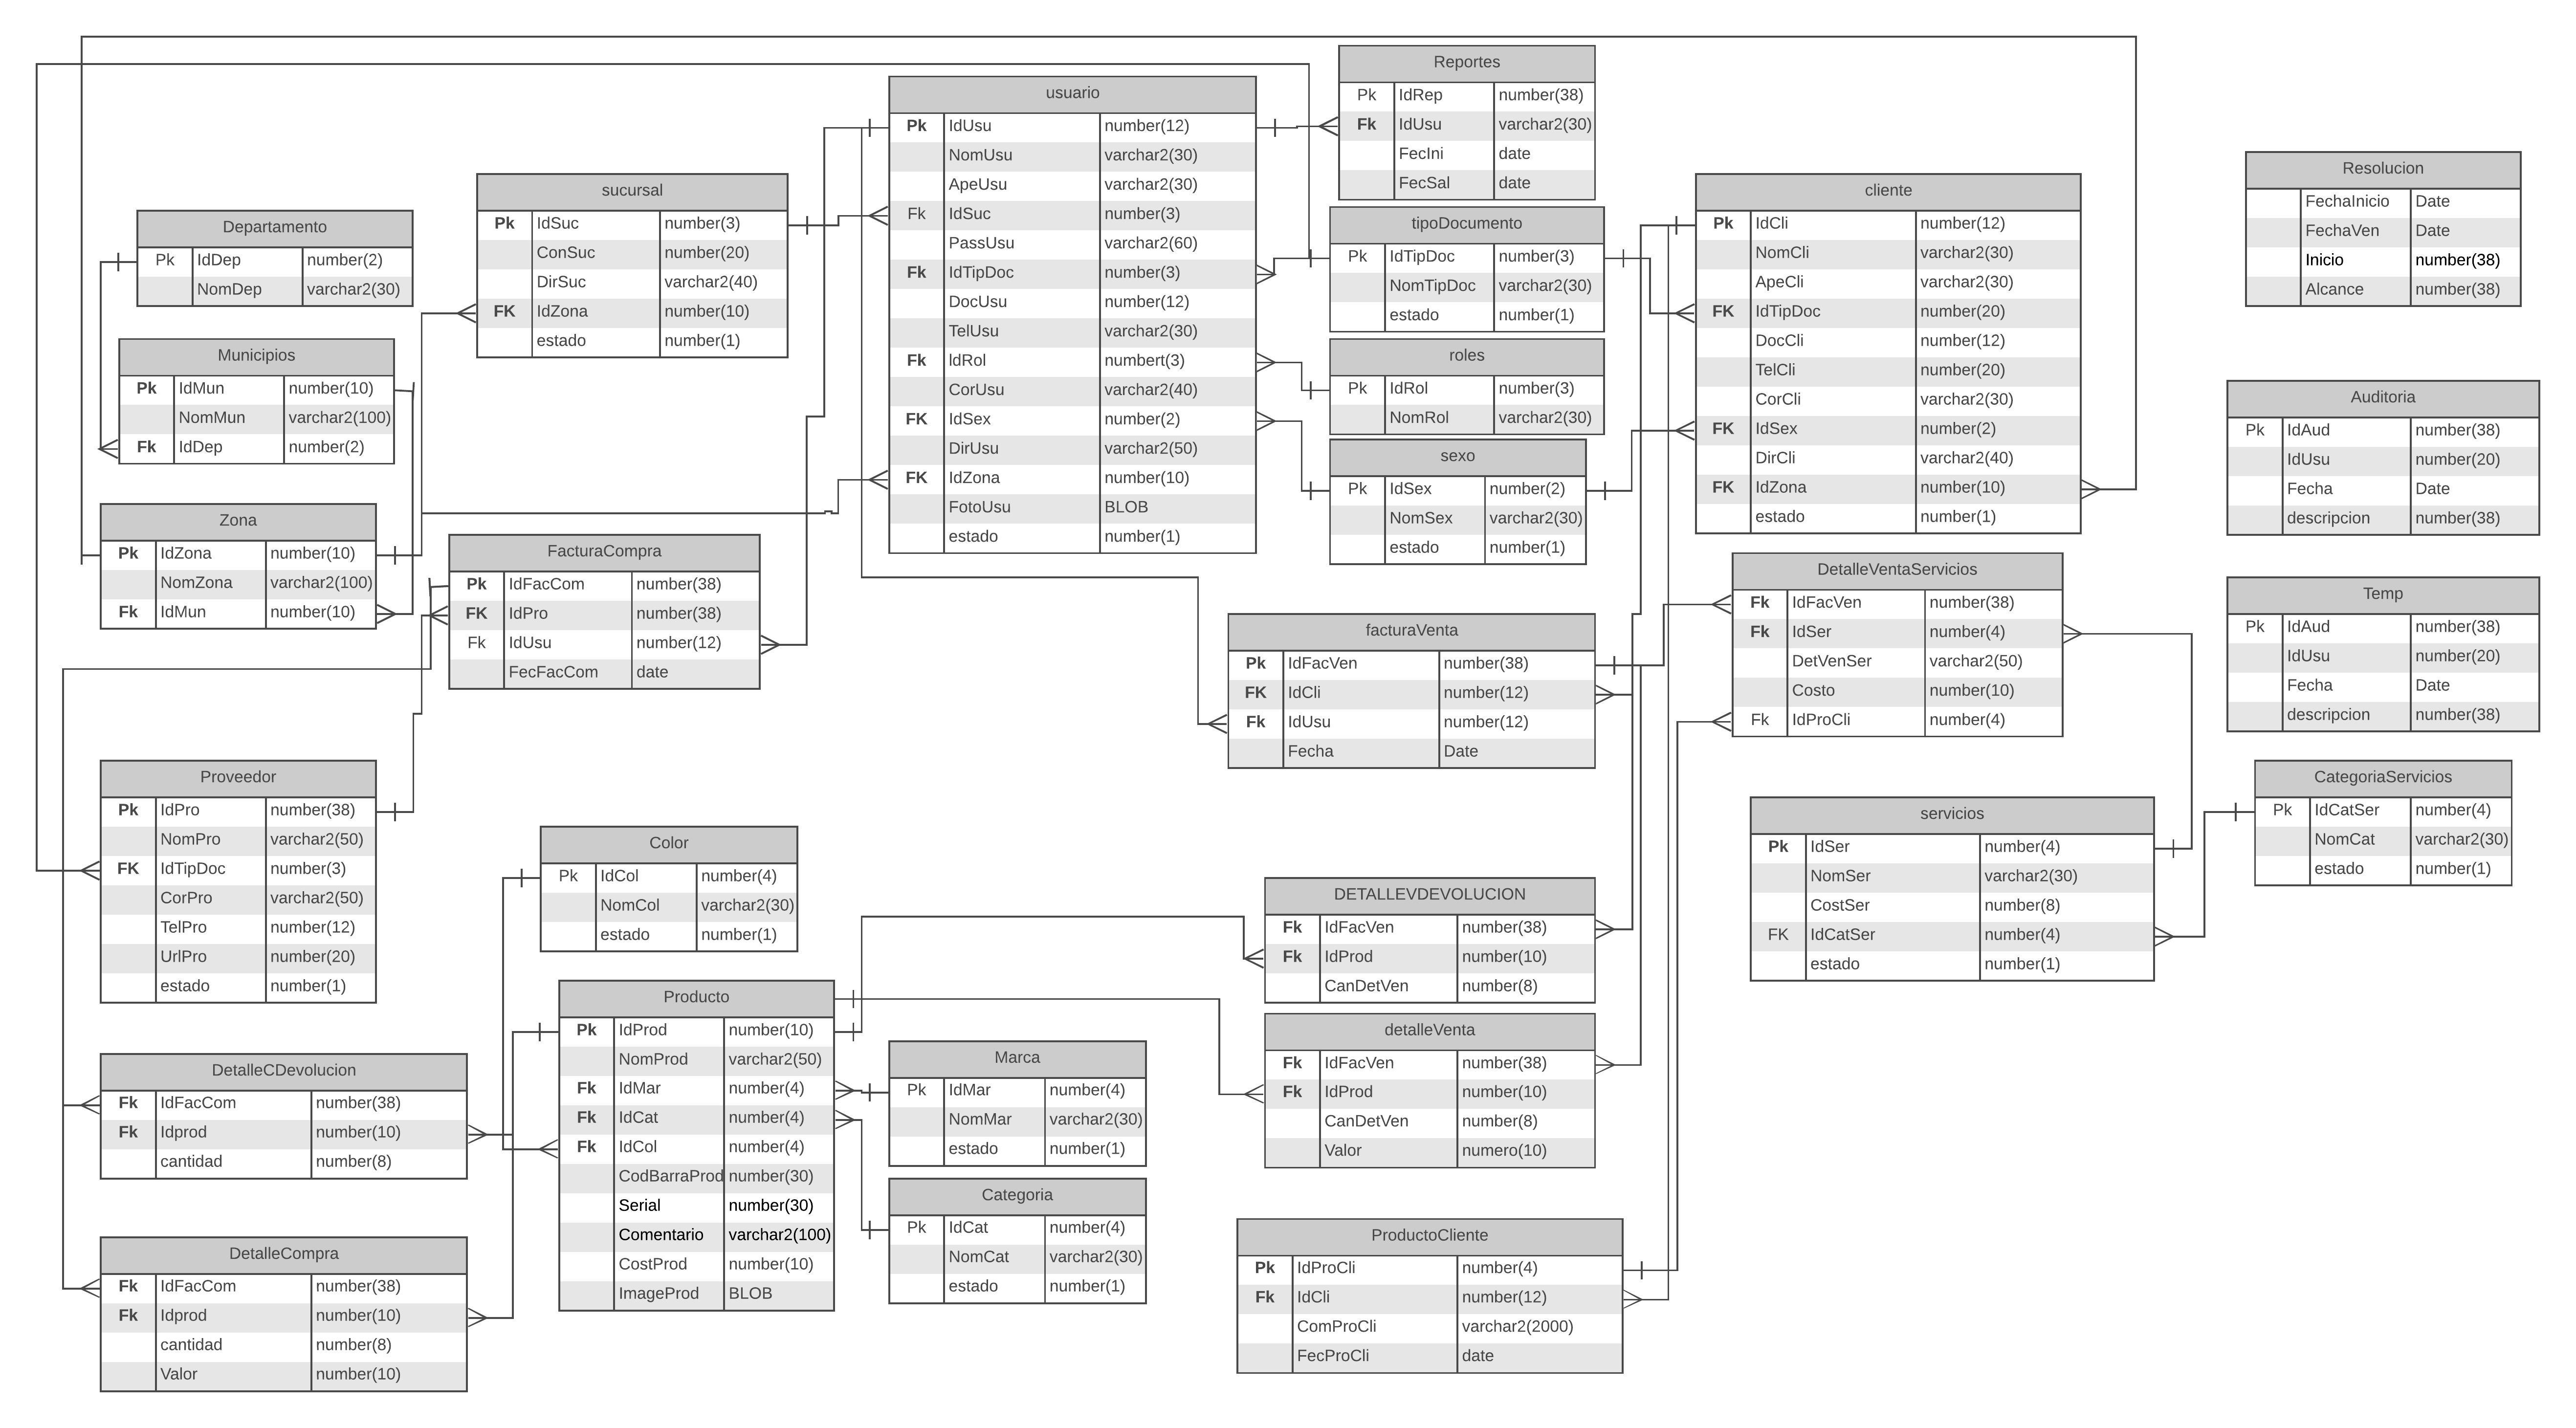 Departamento
Pk IdDep number(2)
NomDep varchar2(30)
Municipios
Pk IdMun number(10)
NomMun varchar2(100)
Fk IdDep number(2)
Zona
Pk IdZona number(10)
NomZona varchar2(100)
Fk IdMun number(10)
sucursal
Pk IdSuc number(3)
ConSuc number(20)
DirSuc varchar2(40)
FK IdZona number(10)
estado number(1)
FacturaCompra
Pk IdFacCom number(38)
FK IdPro number(38)
Fk IdUsu number(12)
FecFacCom date
usuario
Pk IdUsu number(12)
NomUsu varchar2(30)
ApeUsu varchar2(30)
Fk IdSuc number(3)
PassUsu varchar2(60)
Fk IdTipDoc number(3)
DocUsu number(12)
TelUsu varchar2(30)
Fk ldRol numbert(3)
CorUsu varchar2(40)
FK IdSex number(2)
DirUsu varchar2(50)
FK IdZona number(10)
FotoUsu BLOB
estado number(1)
Reportes
Pk IdRep number(38)
Fk IdUsu varchar2(30)
FecIni date
FecSal date
tipoDocumento
Pk IdTipDoc number(3)
NomTipDoc varchar2(30)
estado number(1)
roles
Pk IdRol number(3)
NomRol varchar2(30)
sexo
Pk IdSex number(2)
NomSex varchar2(30)
estado number(1)
cliente
Pk IdCli number(12)
NomCli varchar2(30)
ApeCli varchar2(30)
FK IdTipDoc number(20)
DocCli number(12)
TelCli number(20)
CorCli varchar2(30)
FK IdSex number(2)
DirCli varchar2(40)
FK IdZona number(10)
estado number(1)
Resolucion
FechaInicio Date
FechaVen Date
Inicio number(38)
Alcance number(38)
Auditoria
Pk IdAud number(38)
IdUsu number(20)
Fecha Date
descripcion number(38)
Temp
Pk IdAud number(38)
IdUsu number(20)
Fecha Date
descripcion number(38)
facturaVenta
Pk IdFacVen number(38)
FK IdCli number(12)
Fk IdUsu number(12)
Fecha Date
DetalleVentaServicios
Fk IdFacVen number(38)
Fk IdSer number(4)
DetVenSer varchar2(50)
Costo number(10)
Fk IdProCli number(4)
CategoriaServicios
Pk IdCatSer number(4)
NomCat varchar2(30)
estado number(1)
servicios
Pk IdSer number(4)
NomSer varchar2(30)
CostSer number(8)
FK IdCatSer number(4)
estado number(1)
Proveedor
Pk IdPro number(38)
NomPro varchar2(50)
FK IdTipDoc number(3)
CorPro varchar2(50)
TelPro number(12)
UrlPro number(20)
estado number(1)
Color
Pk IdCol number(4)
NomCol varchar2(30)
estado number(1)
Producto
Pk IdProd number(10)
NomProd varchar2(50)
Fk IdMar number(4)
Fk IdCat number(4)
Fk IdCol number(4)
CodBarraProd number(30)
Serial number(30)
Comentario varchar2(100)
CostProd number(10)
ImageProd BLOB
Marca
Pk IdMar number(4)
NomMar varchar2(30)
estado number(1)
Categoria
Pk IdCat number(4)
NomCat varchar2(30)
estado number(1)
DETALLEVDEVOLUCION
Fk IdFacVen number(38)
Fk IdProd number(10)
CanDetVen number(8)
detalleVenta
Fk IdFacVen number(38)
Fk IdProd number(10)
CanDetVen number(8)
Valor numero(10)
ProductoCliente
Pk IdProCli number(4)
Fk IdCli number(12)
ComProCli varchar2(2000)
FecProCli date
DetalleCDevolucion
Fk IdFacCom number(38)
Fk Idprod number(10)
cantidad number(8)
DetalleCompra
Fk IdFacCom number(38)
Fk Idprod number(10)
cantidad number(8)
Valor number(10)